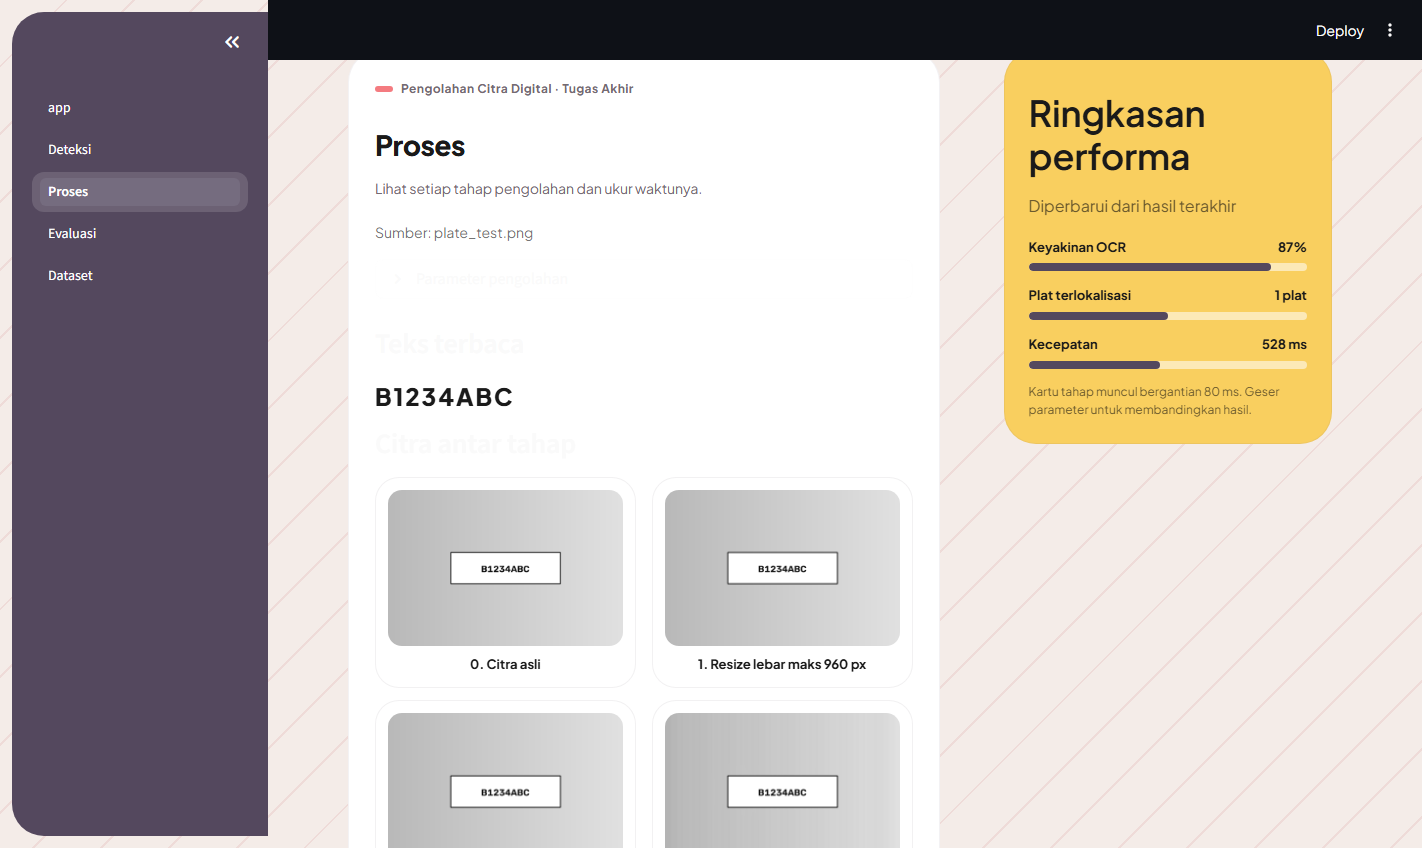 Deploy
app
Deteksi
Proses
Evaluasi
Dataset
Pengolahan Citra Digital · Tugas Akhir
Proses
Lihat setiap tahap pengolahan dan ukur waktunya.
Sumber: plate_test.png
Parameter pengolahan
Teks terbaca
B1234ABC
Citra antar tahap
B1234ABC
0. Citra asli
B1234ABC
1. Resize lebar maks 960 px
B1234ABC
B1234ABC
Ringkasan
performa
Diperbarui dari hasil terakhir
Keyakinan OCR 87%
Plat terlokalisasi 1 plat
Kecepatan 528 ms
Kartu tahap muncul bergantian 80 ms. Geser
parameter untuk membandingkan hasil.